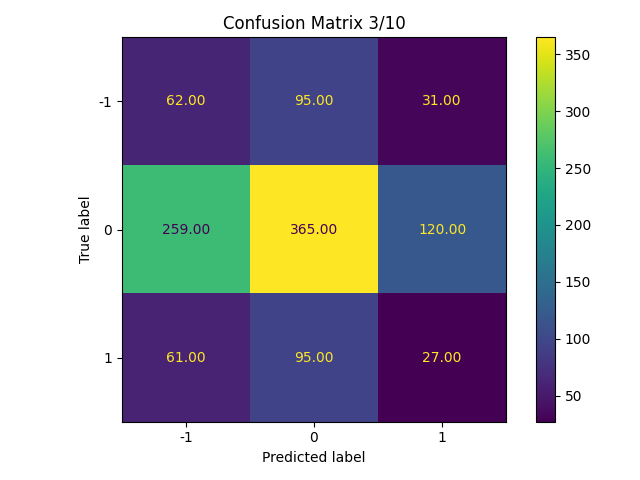 Confusion Matrix 3/10
-1 62.00 95.00 31.00
0 259.00 365.00 120.00
1 61.00 95.00 27.00
-1 0 1
True label
Predicted label
350
300
250
200
150
100
50